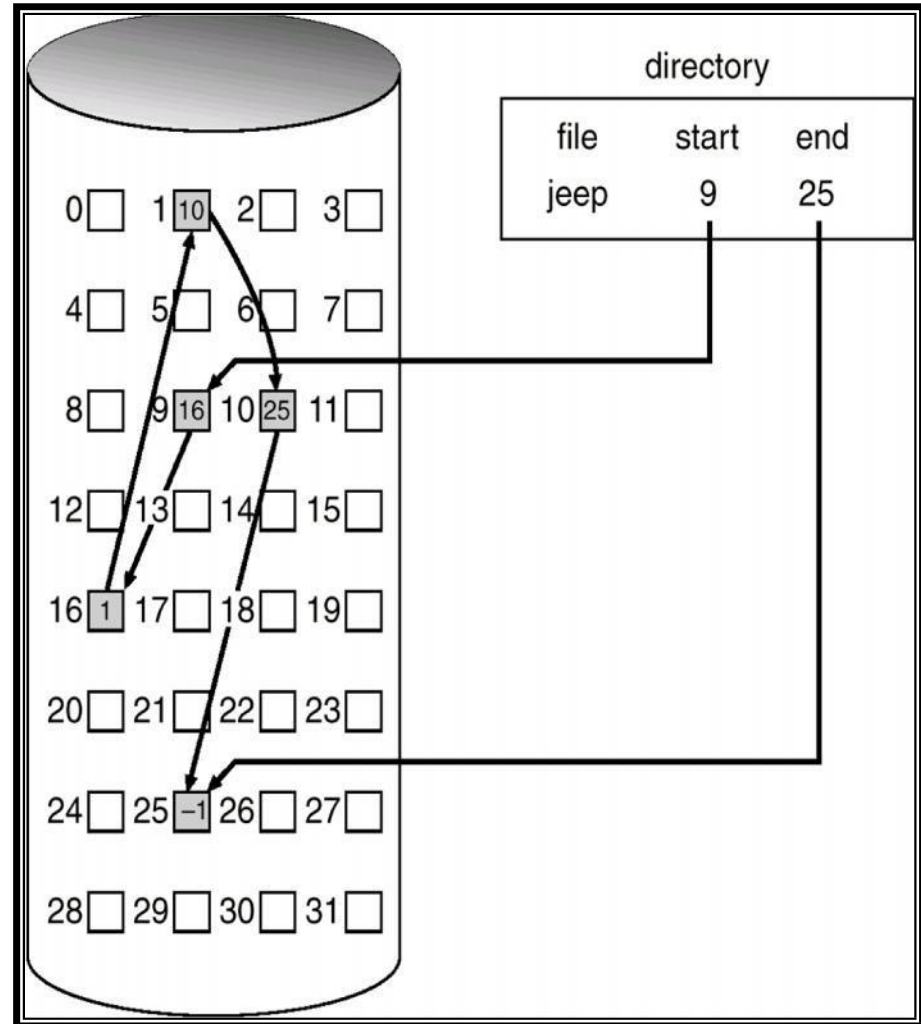 directory
file start end
jeep 9 25
0 1 10 2 3
4 5 6 7
8 9 16 10 25 11
12 13 14 15
16 1 17 18 19
20 21 22 23
24 25 –1 26 27
28 29 30 31